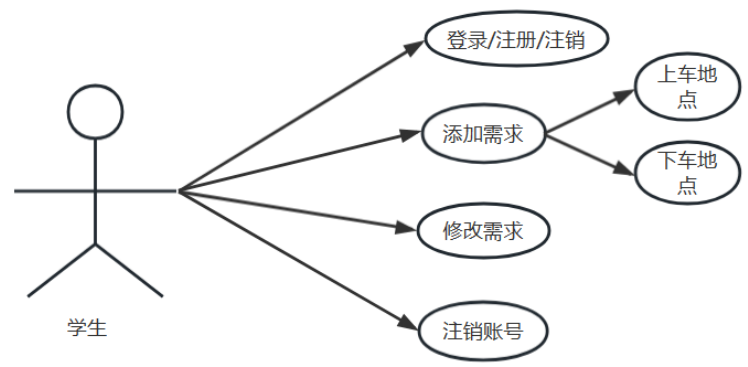 登录/注册/注销
添加需求
上车地
点
下车地
点
修改需求
注销账号
学生